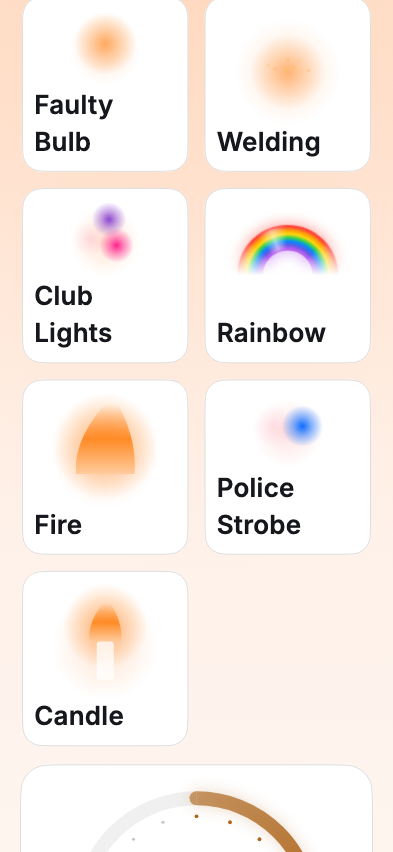 Faulty
Bulb
Welding
Club
Lights
Rainbow
Fire
Police
Strobe
Candle